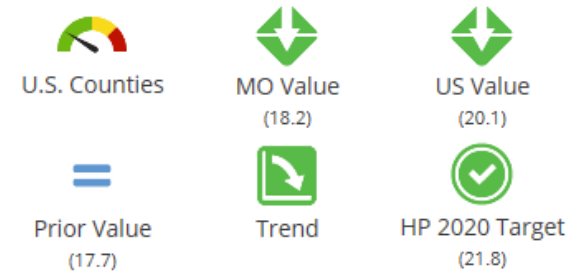 U.S. Counties
MO Value
(18.2)
US Value
(20.1)
Prior Value
(17.7)
Trend
HP 2020 Target
(21.8)